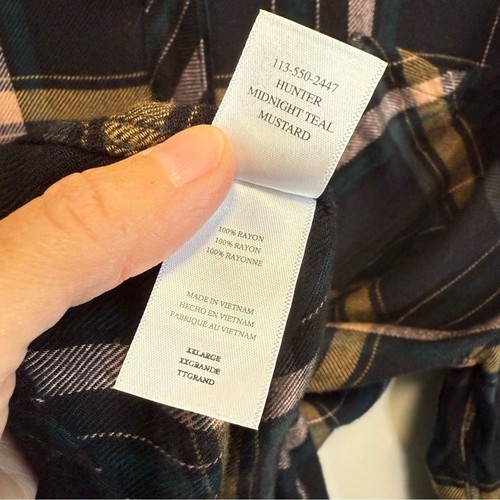 113-550-2447
HUNTER
MIDNIGHT TEAL
MUSTARD
100% RAYON
100% RAYON
100% RAYONNE
MADE IN VIETNAM
HECHO EN VIETNAM
FABRIQUÉ AU VIETNAM
XXLARGE
XXGRANDE
TTGRAND